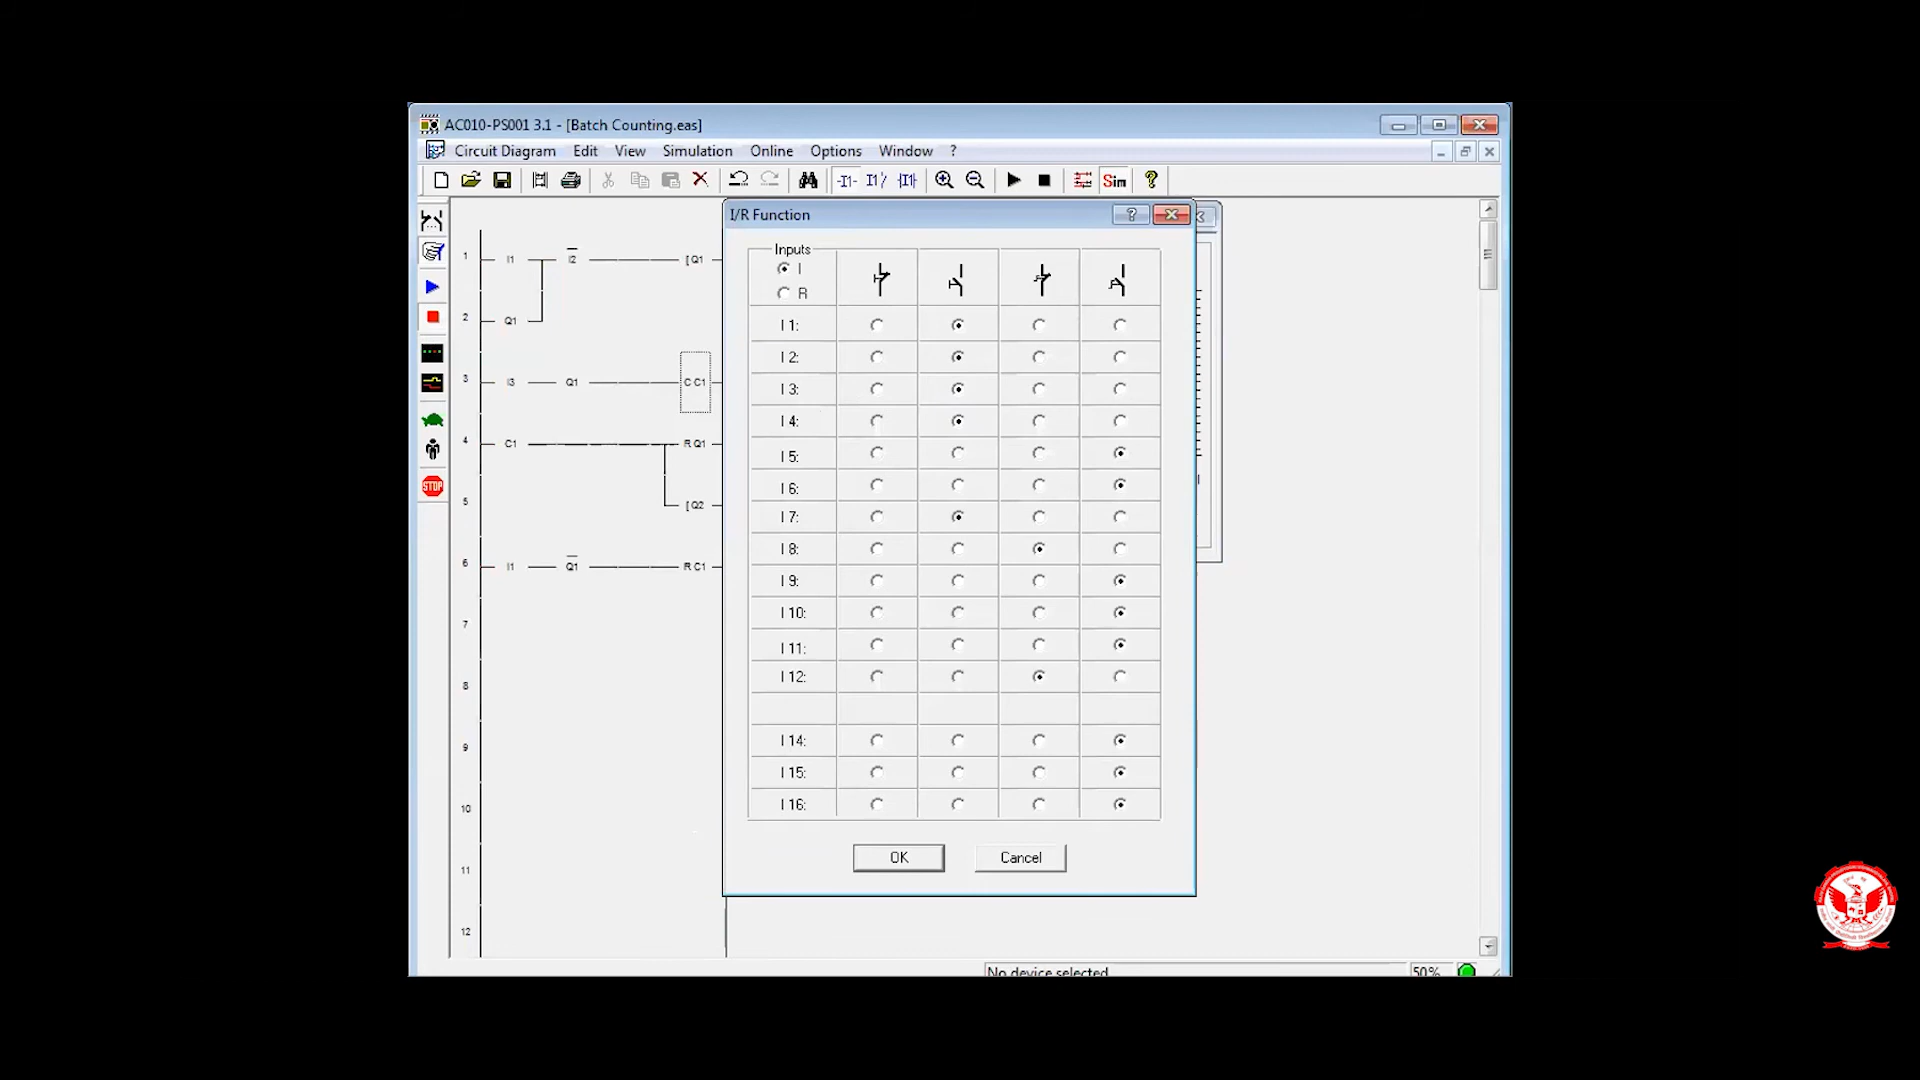 AC010-PS001 3.1 - [Batch Counting.eas]
Circuit Diagram Edit View Simulation Online Options Window ?
Sim
I/R Function
Inputs
I
R
I 1:
I 2:
I 3:
I 4:
I 5:
I 6:
I 7:
I 8:
I 9:
I 10:
I 11:
I 12:
I 14:
I 15:
I 16:
OK Cancel
1 I1 I2 [ Q1
2 Q1
3 I3 Q1 C C1
4 C1 R Q1
5 [ Q2
6 I1 Q1 R C1
7
8
9
10
11
12
STOP
No device selected 50%